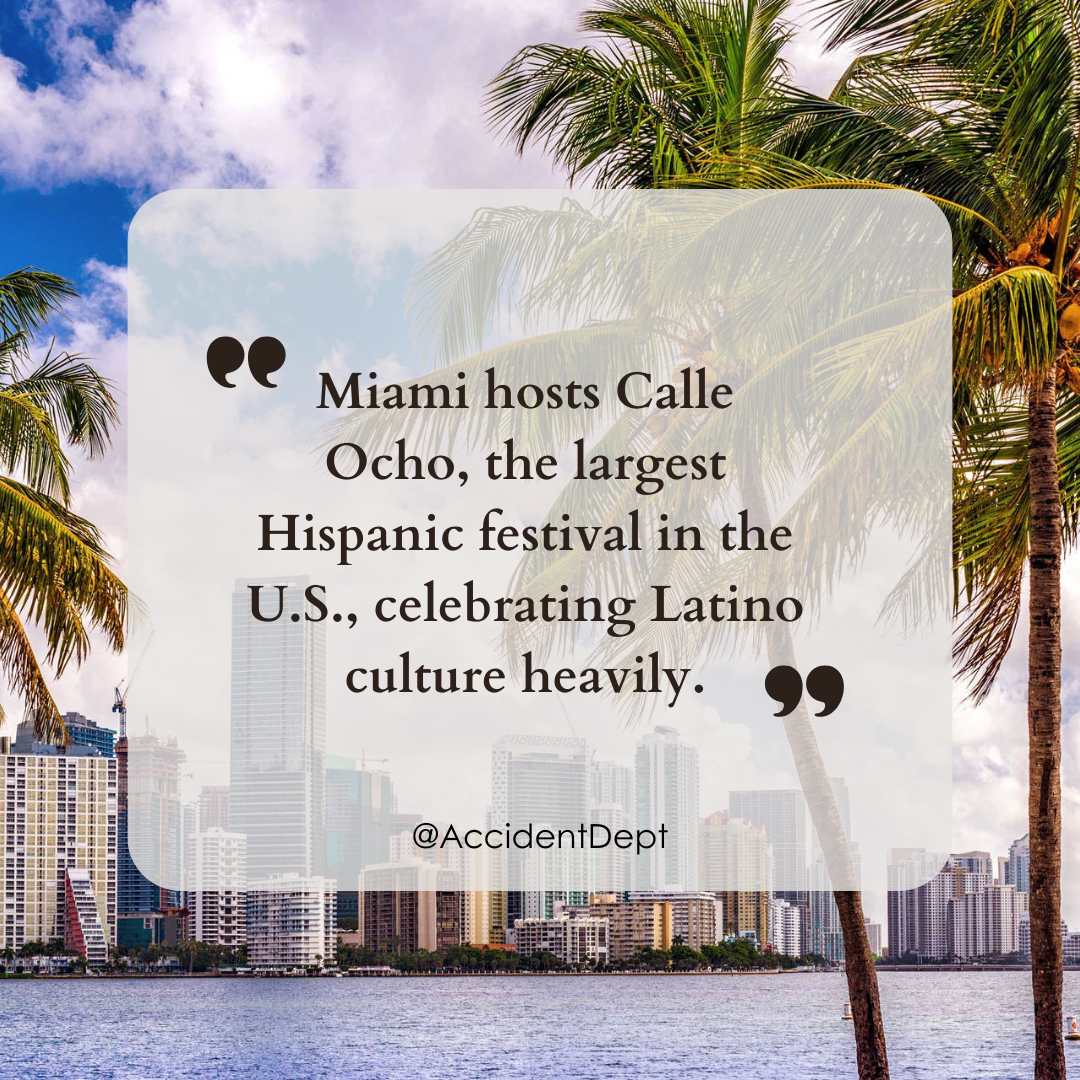 ❟❟
Miami hosts Calle
Ocho, the largest
Hispanic festival in the
U.S., celebrating Latino
culture heavily.
❟❟
@AccidentDept